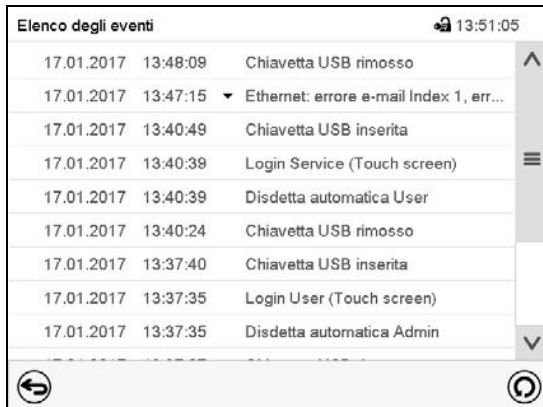 Elenco degli eventi 13:51:05
17.01.2017 13:48:09 Chiavetta USB rimosso
17.01.2017 13:47:15 Ethernet: errore e-mail Index 1, err...
17.01.2017 13:40:49 Chiavetta USB inserita
17.01.2017 13:40:39 Login Service (Touch screen)
17.01.2017 13:40:39 Disdetta automatica User
17.01.2017 13:40:24 Chiavetta USB rimosso
17.01.2017 13:37:40 Chiavetta USB inserita
17.01.2017 13:37:35 Login User (Touch screen)
17.01.2017 13:37:35 Disdetta automatica Admin